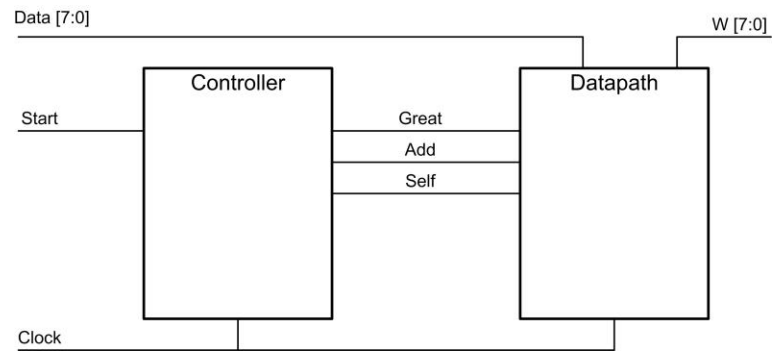 Data [7:0]
W [7:0]
Controller
Datapath
Start
Great
Add
Self
Clock